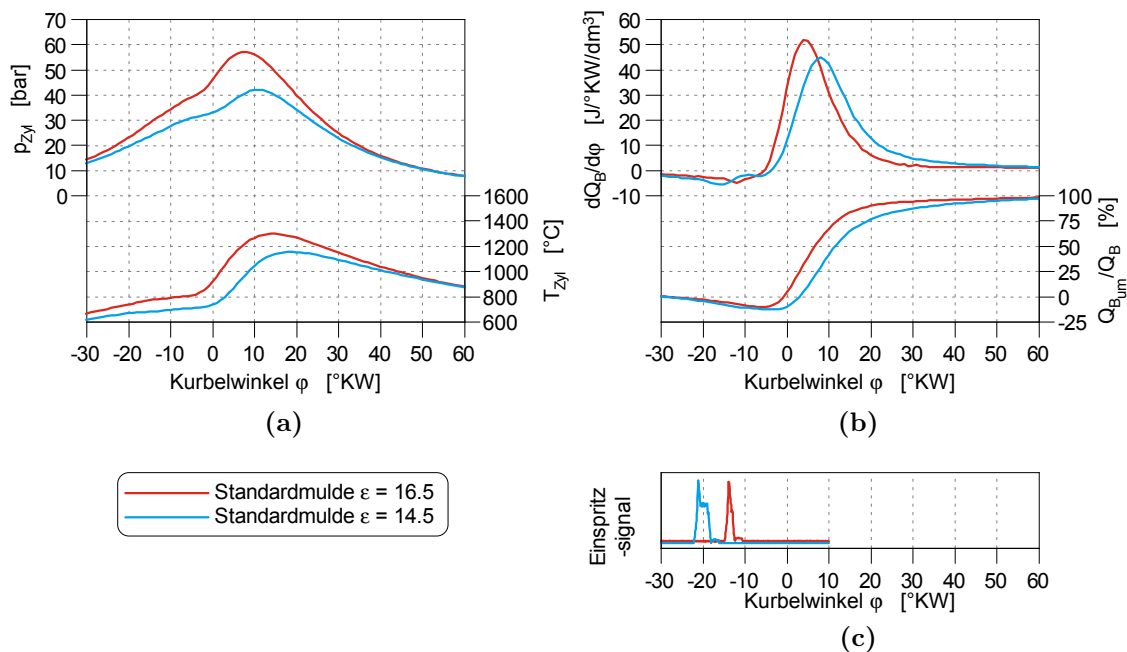 70
60
50
40
30
20
10
0
p_Zyl [bar]
1600
1400
1200
1000
800
600
T_Zyl [°C]
-30 -20 -10 0 10 20 30 40 50 60
Kurbelwinkel φ [°KW]
(a)
60
50
40
30
20
10
0
-10
dQ_B/dφ [J/°KW/dm³]
100
75
50
25
0
-25
Q_B_um/Q_B [%]
-30 -20 -10 0 10 20 30 40 50 60
Kurbelwinkel φ [°KW]
(b)
Standardmulde ε = 16.5
Standardmulde ε = 14.5
Einspritz
-signal
-30 -20 -10 0 10 20 30 40 50 60
Kurbelwinkel φ [°KW]
(c)